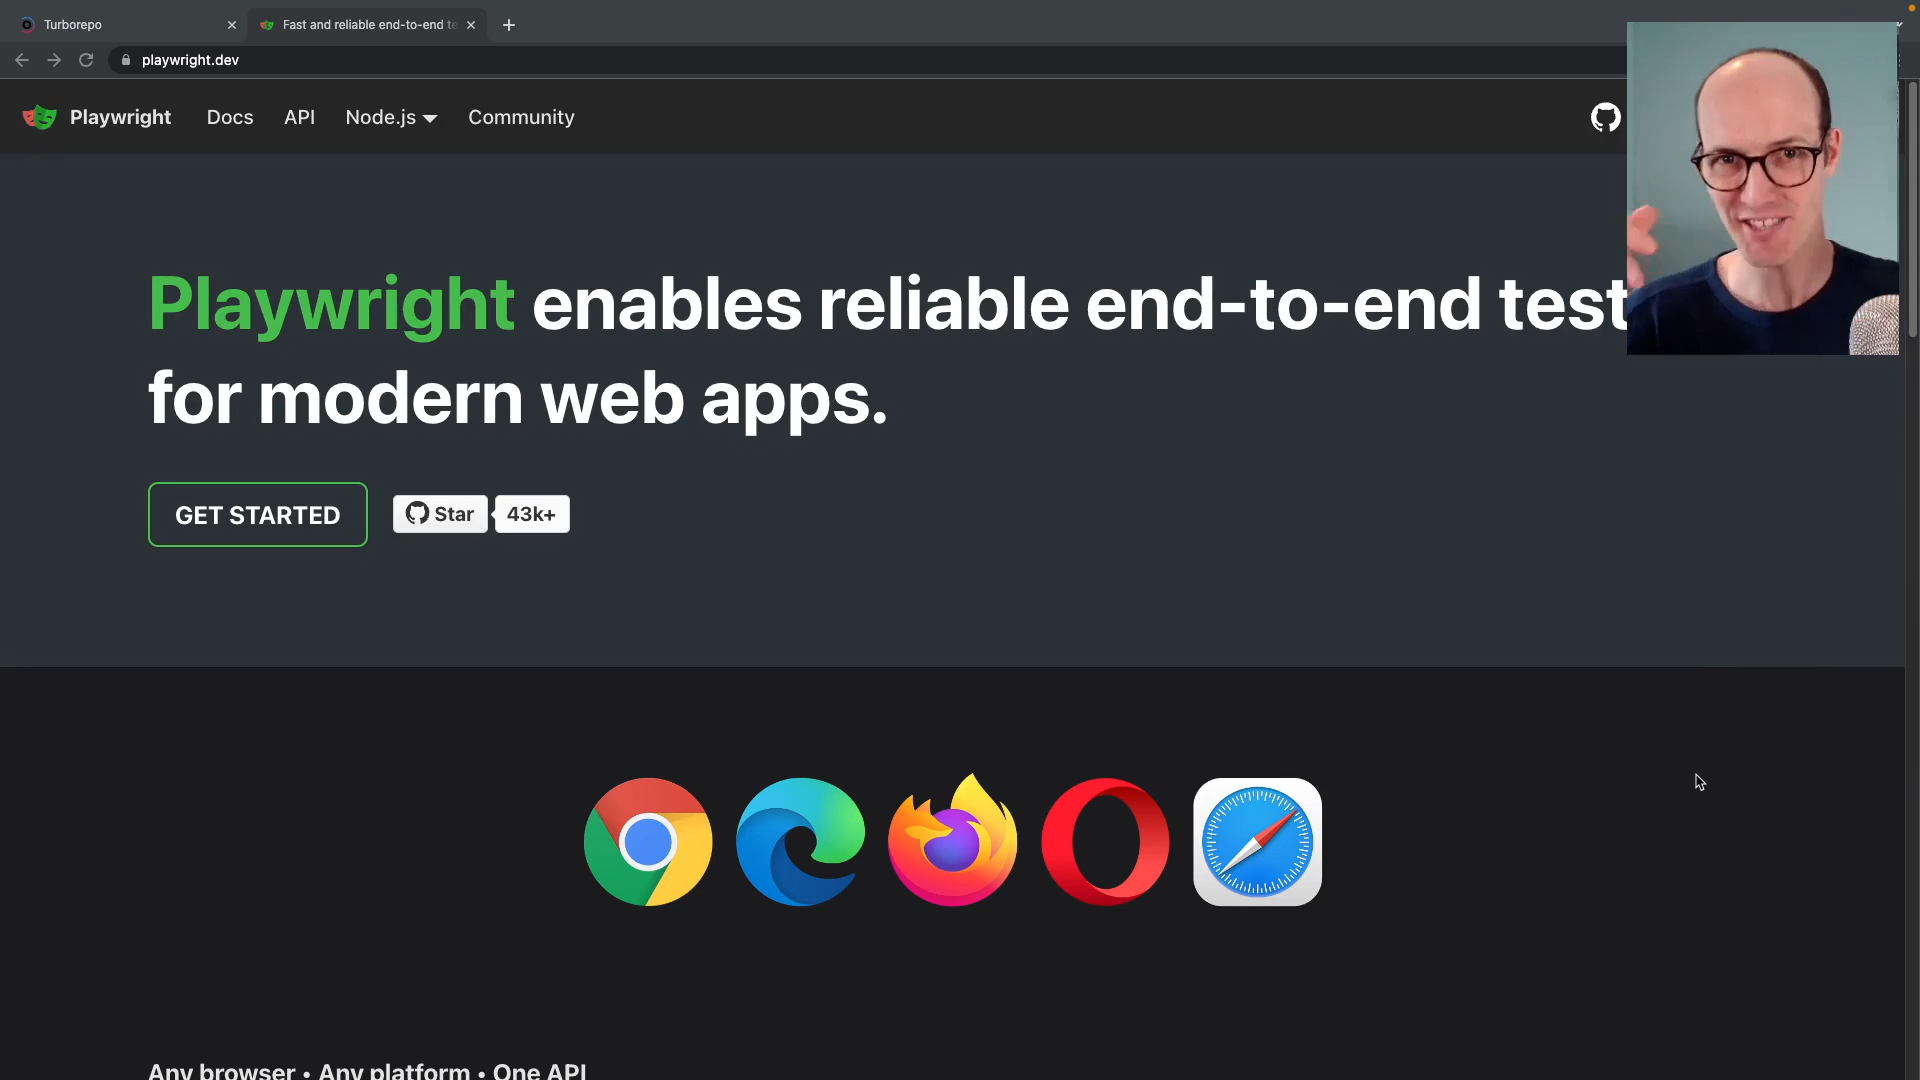 Turborepo
Fast and reliable end-to-end te
playwright.dev
Playwright Docs API Node.js Community
Playwright enables reliable end-to-end test
for modern web apps.
GET STARTED Star 43k+
Any browser • Any platform • One API